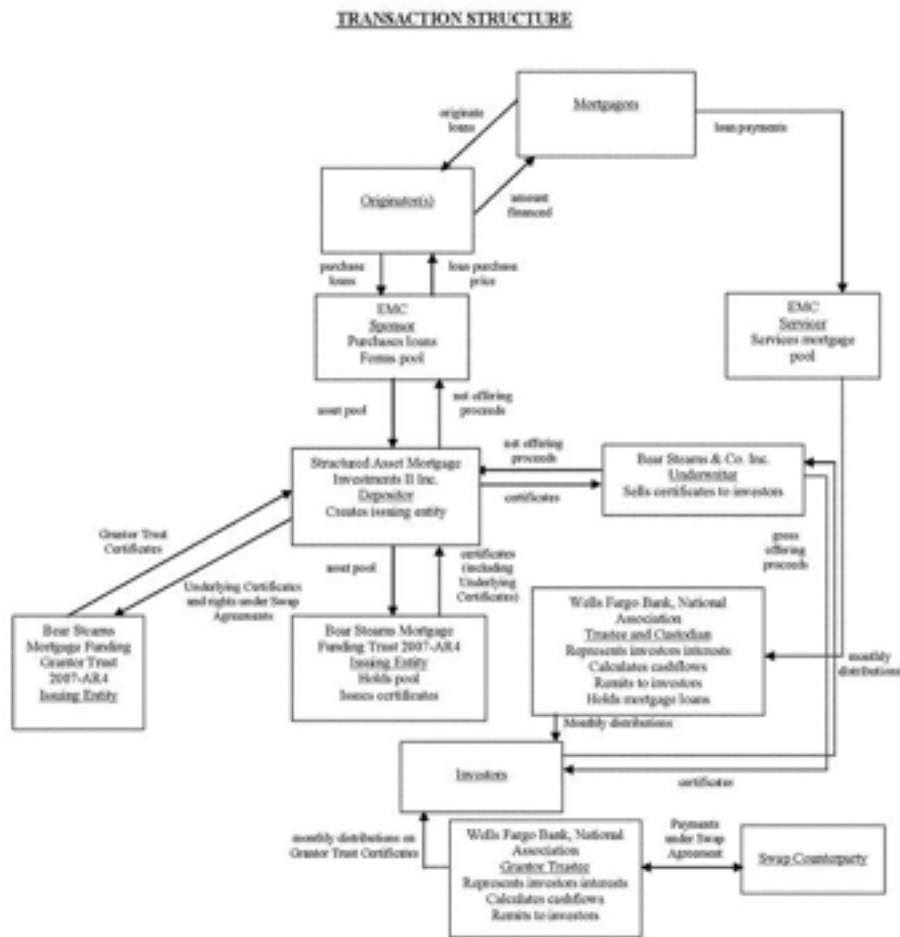 TRANSACTION STRUCTURE
Mortgagors
originate
loans
loan payments
Originator(s)
amount
financed
purchase
loans
loan purchase
price
EMC
Sponsor
Purchases loans
Forms pool
EMC
Servicer
Services mortgage
pool
asset pool
net offering
proceeds
net offering
proceeds
Structured Asset Mortgage
Investments II Inc.
Depositor
Creates issuing entity
Bear Stearns & Co. Inc.
Underwriter
Sells certificates to investors
certificates
Grantor Trust
Certificates
gross
offering
proceeds
asset pool
certificates
(including
Underlying
Certificates)
Underlying Certificates
and rights under Swap
Agreements
Bear Stearns
Mortgage Funding
Grantor Trust
2007-AR4
Issuing Entity
Bear Stearns Mortgage
Funding Trust 2007-AR4
Issuing Entity
Holds pool
Issues certificates
Wells Fargo Bank, National
Association
Trustee and Custodian
Represents investors interests
Calculates cashflows
Remits to investors
Holds mortgage loans
monthly
distributions
Monthly distributions
Investors
certificates
monthly distributions on
Grantor Trust Certificates
Wells Fargo Bank, National
Association
Grantor Trustee
Represents investors interests
Calculates cashflows
Remits to investors
Payments
under Swap
Agreement
Swap Counterparty